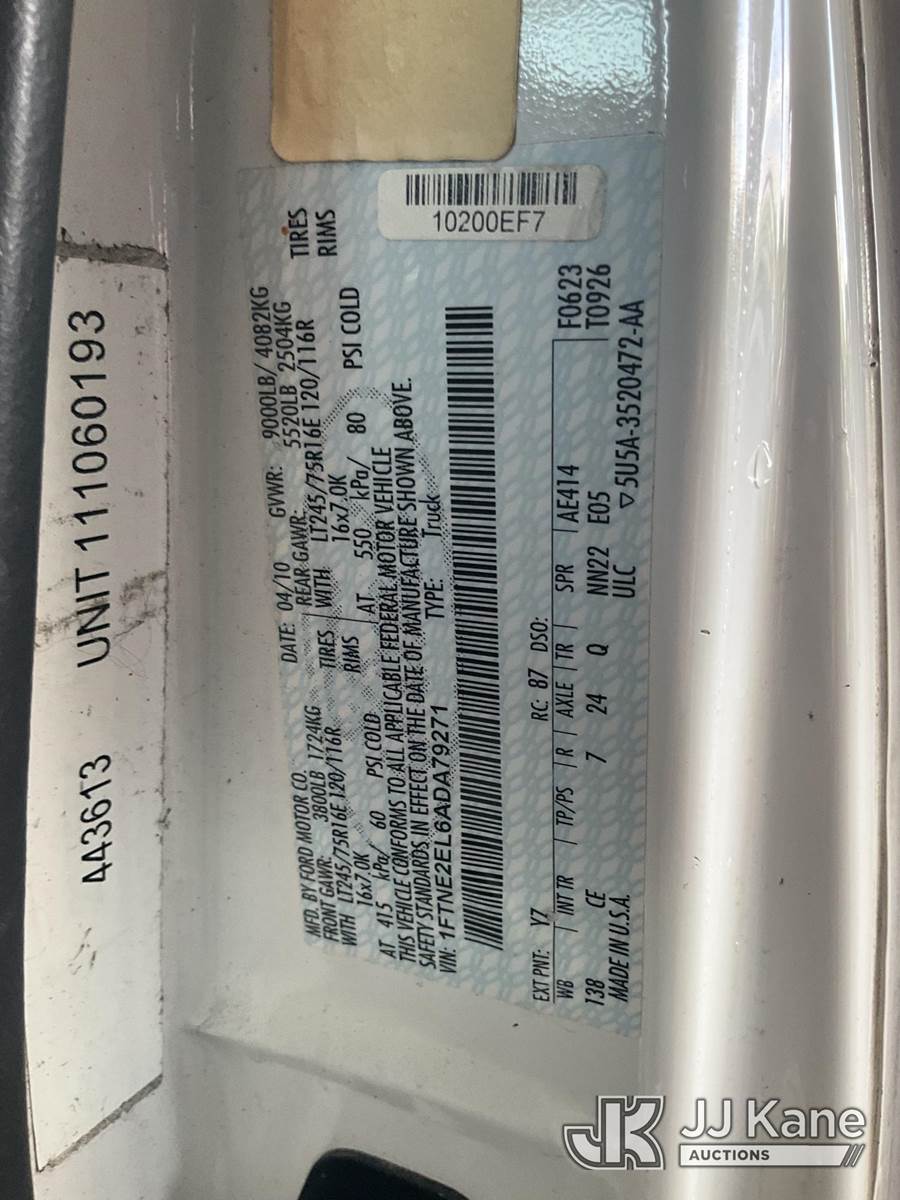 443613 UNIT 111060193
MFD. BY FORD MOTOR CO.
DATE: 04/10 GVWR: 9000LB/ 4082KG
FRONT GAWR: 3800LB 1724KG
REAR GAWR: 5520LB 2504KG
WITH LT245/75R16E 120/116R TIRES
WITH LT245/75R16E 120/116R TIRES
16x7.0K RIMS
16x7.0K RIMS
AT 415 kPa/ 60 PSI COLD
AT 550 kPa/ 80 PSI COLD
THIS VEHICLE CONFORMS TO ALL APPLICABLE FEDERAL MOTOR VEHICLE
SAFETY STANDARDS IN EFFECT ON THE DATE OF MANUFACTURE SHOWN ABOVE.
VIN: 1FTNE2EL6ADA79271 TYPE: Truck
10200EF7
EXT PNT: YZ RC: 87 DSO: F0623
WB | INT TR | TP/PS | R | AXLE | TR | SPR | AE414 T0926
138 CE 7 24 Q NN22 E05
MADE IN U.S.A. ULC ▽5U5A-3520472-AA
JK JJ Kane
AUCTIONS